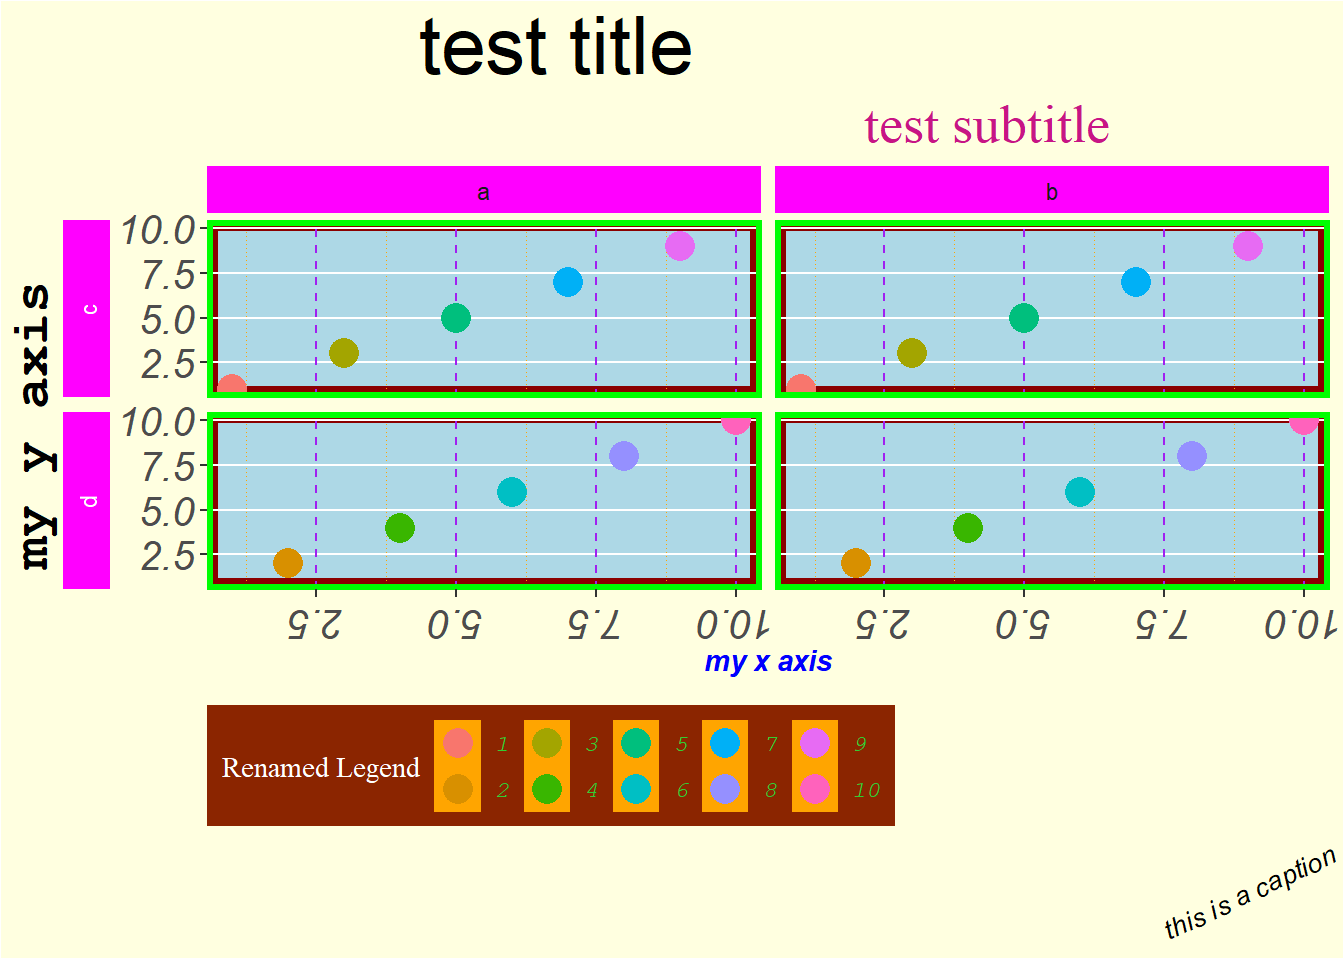 test title
test subtitle
a
b
my y axis
c
10.0
7.5
5.0
2.5
d
10.0
7.5
5.0
2.5
2.5 5.0 7.5 10.0 2.5 5.0 7.5 10.0
my x axis
Renamed Legend
1 3 5 7 9
2 4 6 8 10
this is a caption